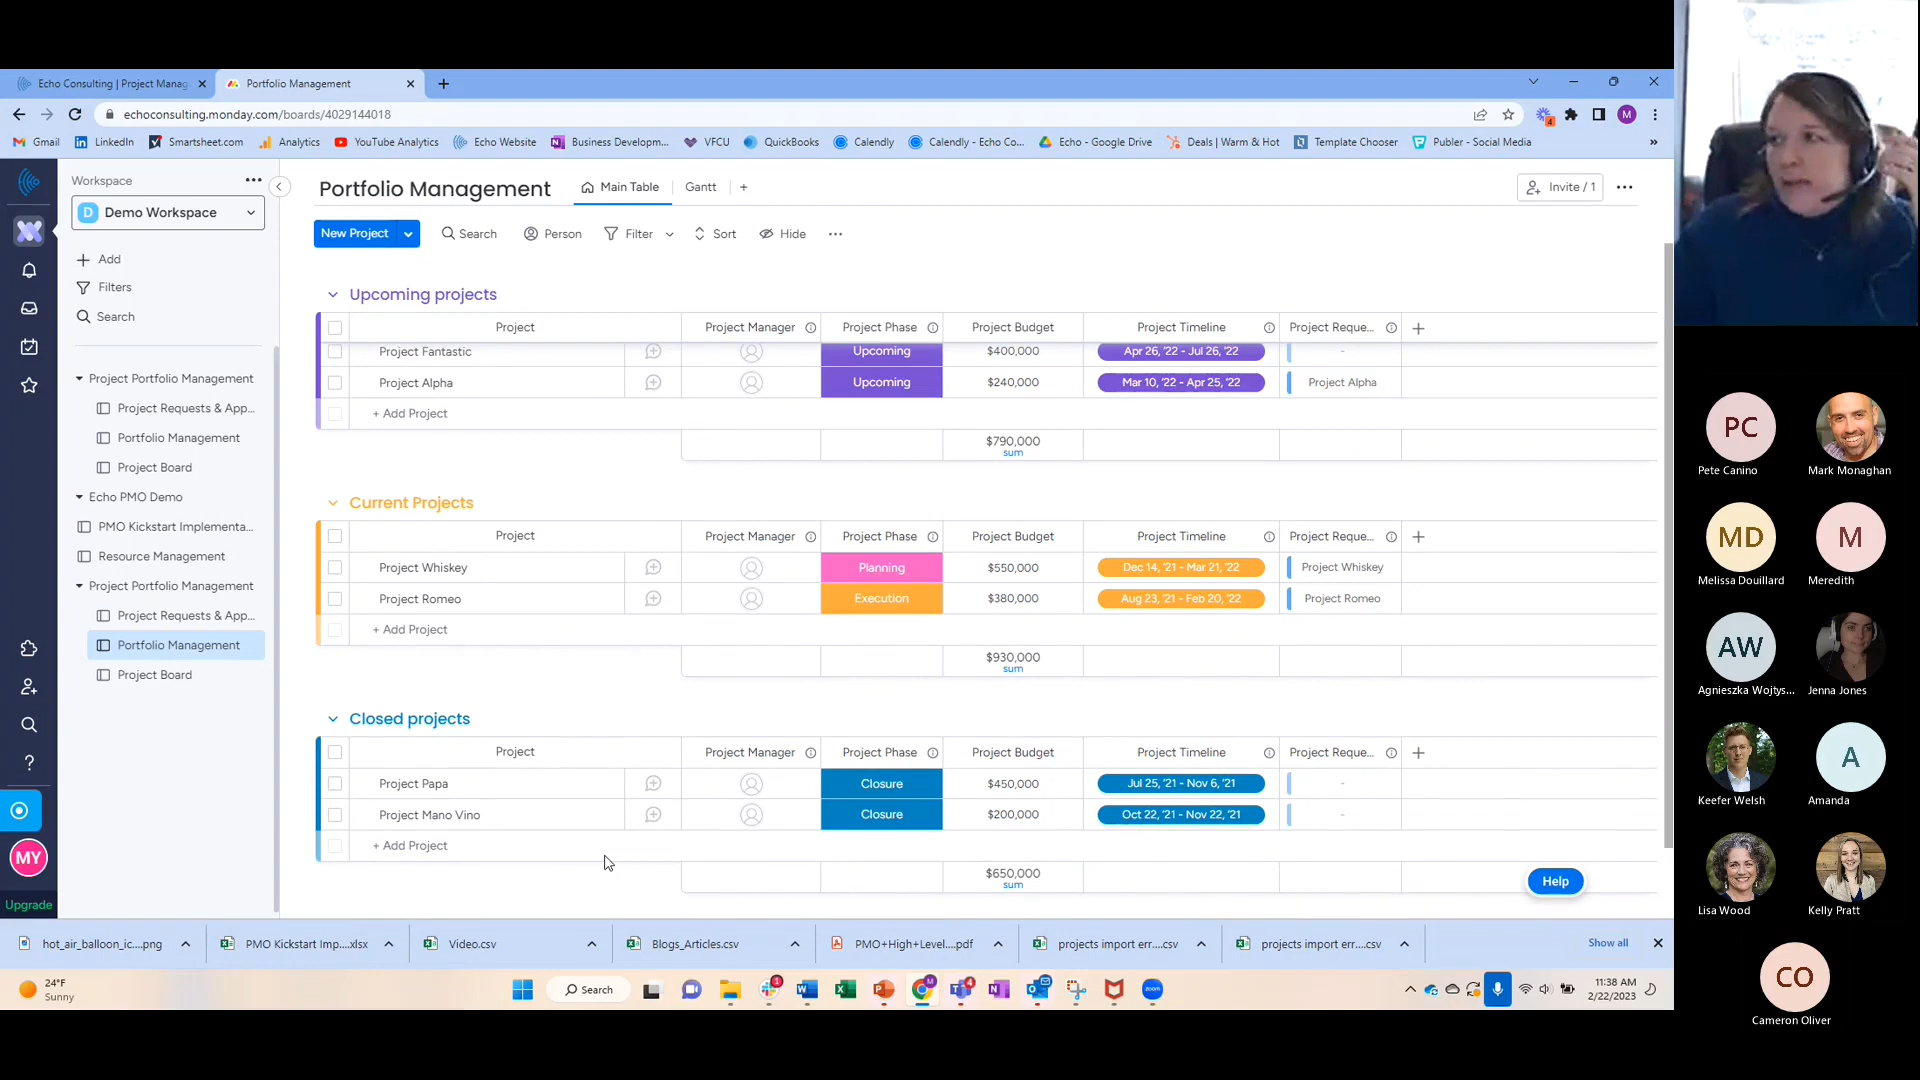 Echo Consulting | Project Manag
Portfolio Management
echoconsulting.monday.com/boards/4029144018
M
Gmail
LinkedIn
Smartsheet.com
Analytics
YouTube Analytics
Echo Website
Business Developm...
VFCU
QuickBooks
Calendly
Calendly - Echo Co...
Echo - Google Drive
Deals | Warm & Hot
Template Chooser
Publer - Social Media
Workspace
D Demo Workspace
Add
Filters
Search
Project Portfolio Management
Project Requests & App...
Portfolio Management
Project Board
Echo PMO Demo
PMO Kickstart Implementa...
Resource Management
Project Portfolio Management
Project Requests & App...
Portfolio Management
Project Board
MY
Upgrade
Portfolio Management
Main Table
Gantt
Invite / 1
New Project
Search
Person
Filter
Sort
Hide
Upcoming projects
Project Project Manager Project Phase Project Budget Project Timeline Project Reque...
Project Fantastic Upcoming $400,000 Apr 26, '22 - Jul 26, '22 -
Project Alpha Upcoming $240,000 Mar 10, '22 - Apr 25, '22 Project Alpha
+ Add Project
$790,000
sum
Current Projects
Project Project Manager Project Phase Project Budget Project Timeline Project Reque...
Project Whiskey Planning $550,000 Dec 14, '21 - Mar 21, '22 Project Whiskey
Project Romeo Execution $380,000 Aug 23, '21 - Feb 20, '22 Project Romeo
+ Add Project
$930,000
sum
Closed projects
Project Project Manager Project Phase Project Budget Project Timeline Project Reque...
Project Papa Closure $450,000 Jul 25, '21 - Nov 6, '21 -
Project Mano Vino Closure $200,000 Oct 22, '21 - Nov 22, '21 -
+ Add Project
$650,000
sum
Help
hot_air_balloon_ic....png
PMO Kickstart Imp....xlsx
Video.csv
Blogs_Articles.csv
PMO+High+Level....pdf
projects import err....csv
projects import err....csv
Show all
24°F
Sunny
Search
11:38 AM
2/22/2023
PC
Pete Canino
Mark Monaghan
MD
Melissa Douillard
M
Meredith
AW
Agnieszka Wojtys...
Jenna Jones
Keefer Welsh
A
Amanda
Lisa Wood
Kelly Pratt
CO
Cameron Oliver